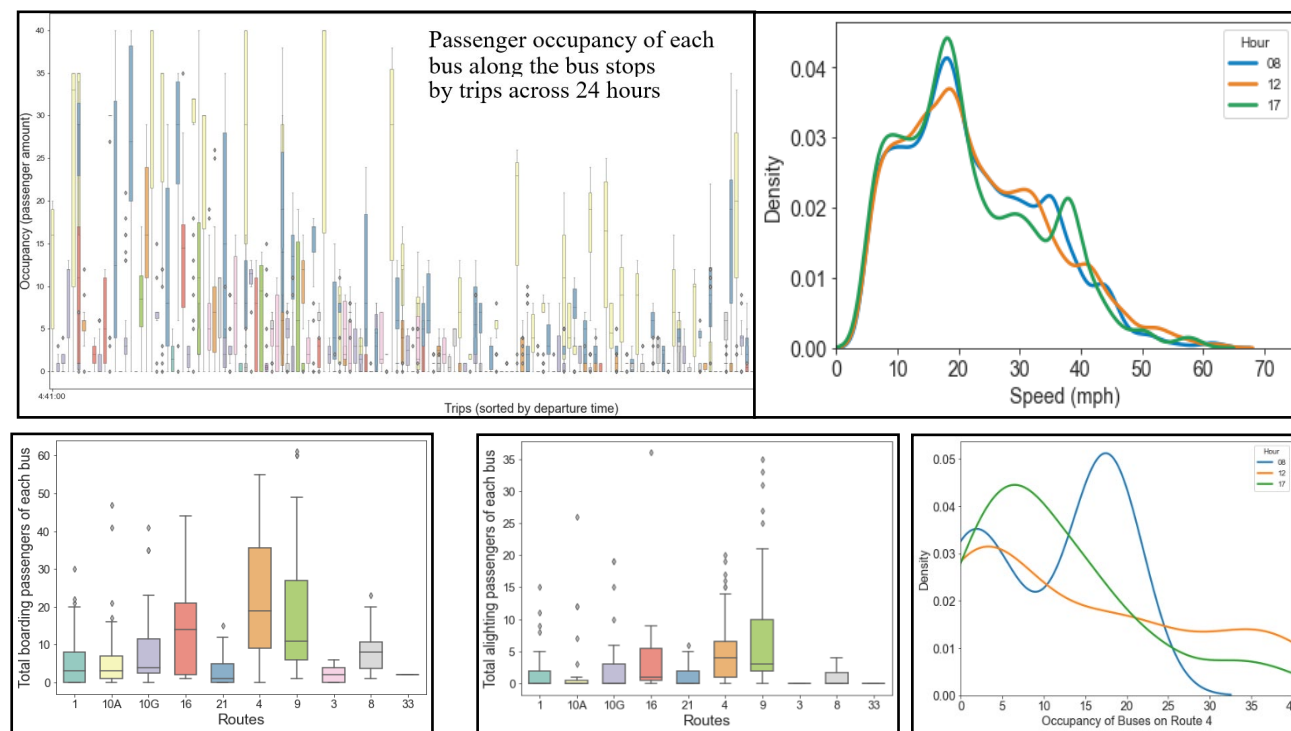 Passenger occupancy of each
bus along the bus stops
by trips across 24 hours
Occupancy (passenger amount)
40
35
30
25
20
15
10
5
0
4:41:00
Trips (sorted by departure time)
Density
0.04
0.03
0.02
0.01
0.00
0 10 20 30 40 50 60 70
Speed (mph)
Hour
08
12
17
Total boarding passengers of each bus
60
50
40
30
20
10
0
1 10A 10G 16 21 4 9 3 8 33
Routes
Total alighting passengers of each bus
35
30
25
20
15
10
5
0
1 10A 10G 16 21 4 9 3 8 33
Routes
Density
0.05
0.04
0.03
0.02
0.01
0.00
0 5 10 15 20 25 30 35
Occupancy of Buses on Route 4
Hour
08
12
17